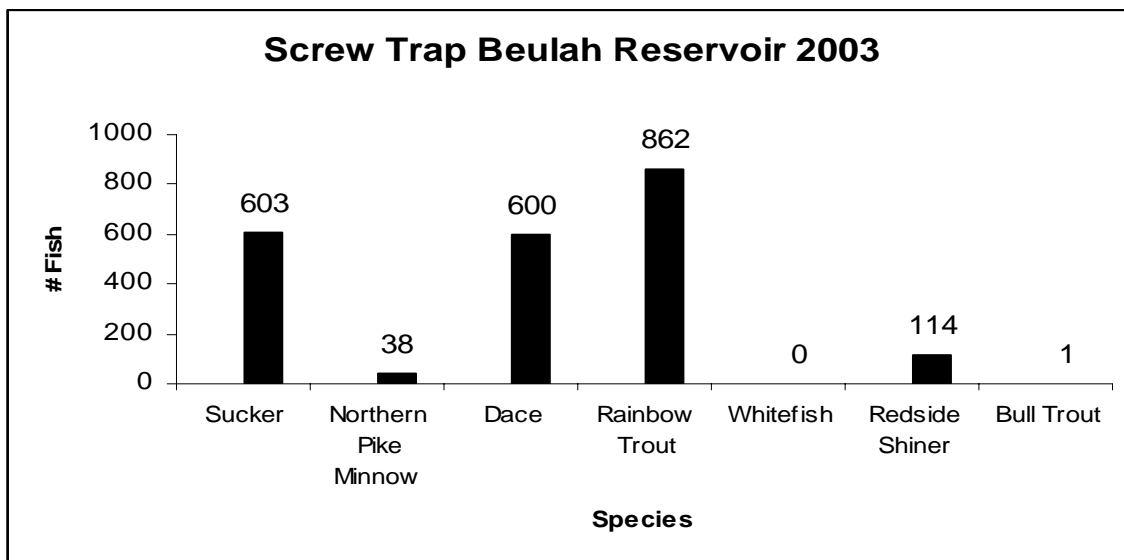 Screw Trap Beulah Reservoir 2003
# Fish
1000
800
600
400
200
0
603
38
600
862
0
114
1
Sucker
Northern
Pike
Minnow
Dace
Rainbow
Trout
Whitefish
Redside
Shiner
Bull Trout
Species